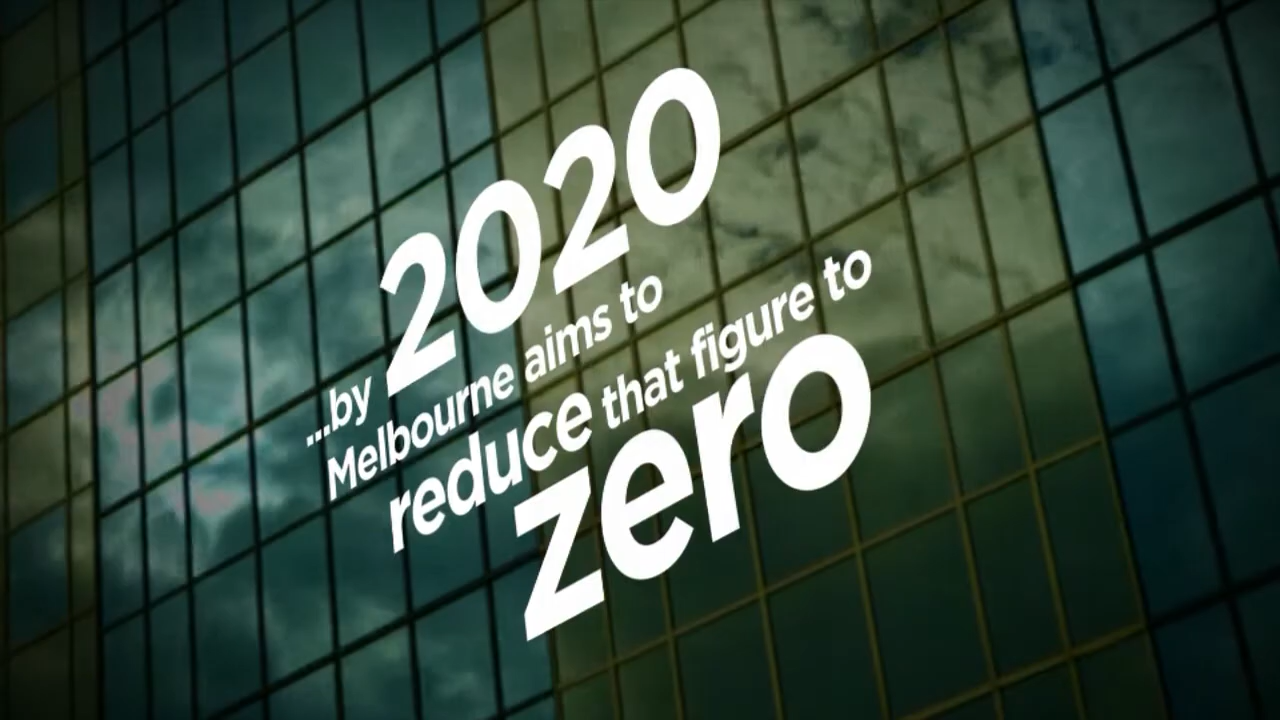 ...by 2020
Melbourne aims to
reduce that figure to
zero